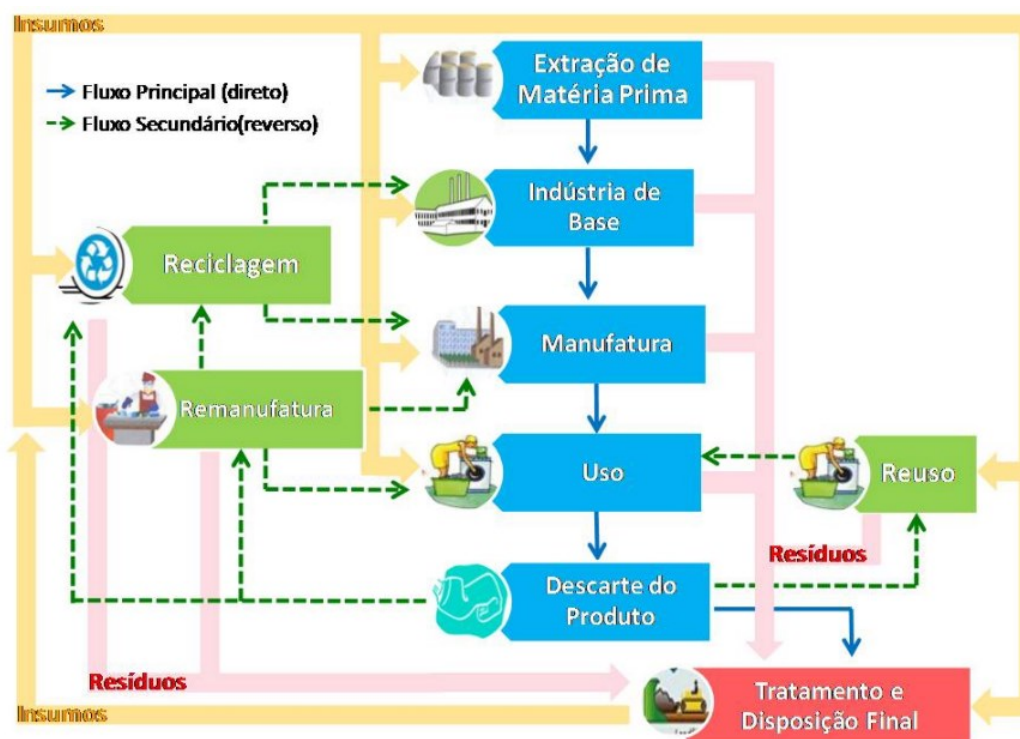 Insumos
Extração de
Matéria Prima
Fluxo Principal (direto)
Fluxo Secundário(reverso)
Indústria de
Base
Reciclagem
Manufatura
Remanufatura
Uso
Reuso
Resíduos
Descarte do
Produto
Resíduos
Tratamento e
Disposição Final
Insumos